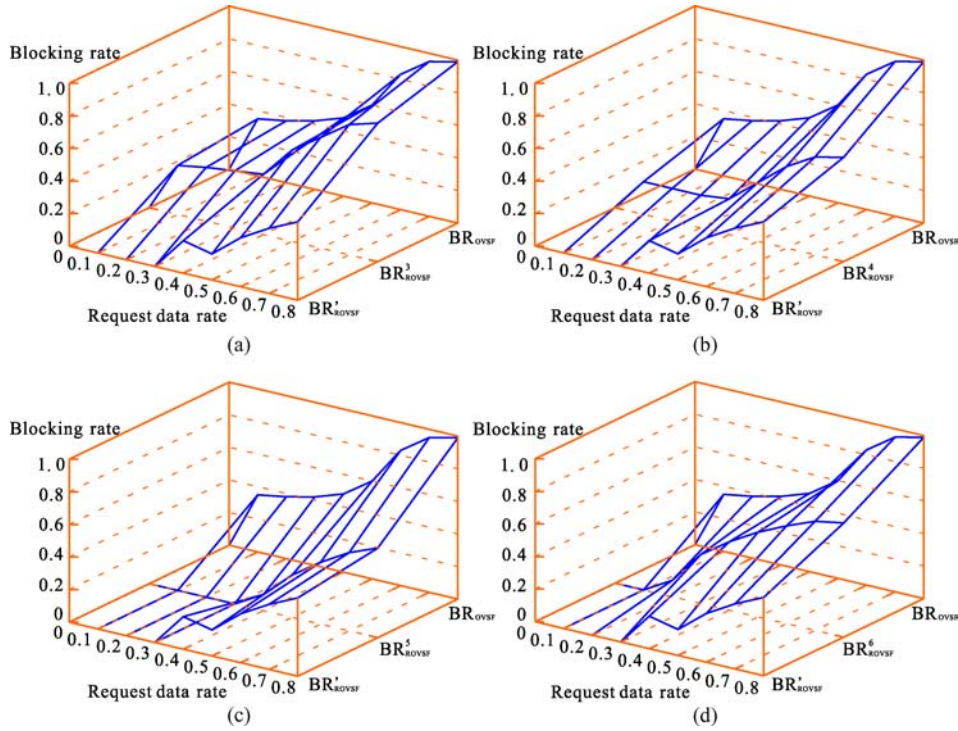 Blocking rate
1.0
0.8
0.6
0.4
0.2
0
0
0.1
0.2
0.3
0.4
0.5
0.6
0.7
0.8
Request data rate
BR'ROVSF
BR³ROVSF
BROVSF
(a)
Blocking rate
1.0
0.8
0.6
0.4
0.2
0
0
0.1
0.2
0.3
0.4
0.5
0.6
0.7
0.8
Request data rate
BR'ROVSF
BR⁴ROVSF
BROVSF
(b)
Blocking rate
1.0
0.8
0.6
0.4
0.2
0
0
0.1
0.2
0.3
0.4
0.5
0.6
0.7
0.8
Request data rate
BR'ROVSF
BR⁵ROVSF
BROVSF
(c)
Blocking rate
1.0
0.8
0.6
0.4
0.2
0
0
0.1
0.2
0.3
0.4
0.5
0.6
0.7
0.8
Request data rate
BR'ROVSF
BR⁶ROVSF
BROVSF
(d)